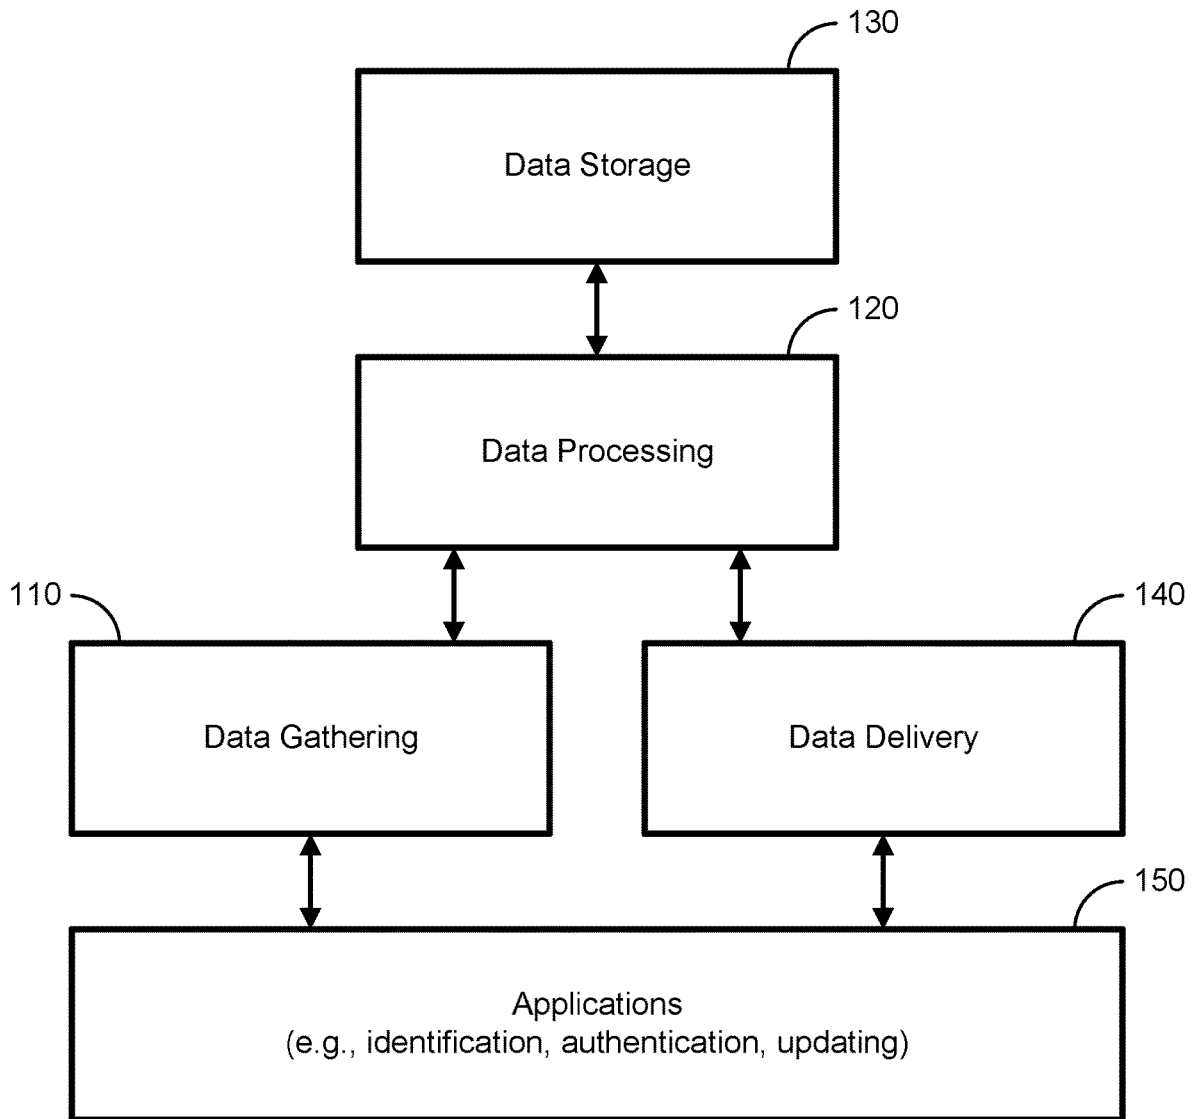 130
Data Storage
120
Data Processing
110
140
Data Gathering
Data Delivery
150
Applications
(e.g., identification, authentication, updating)